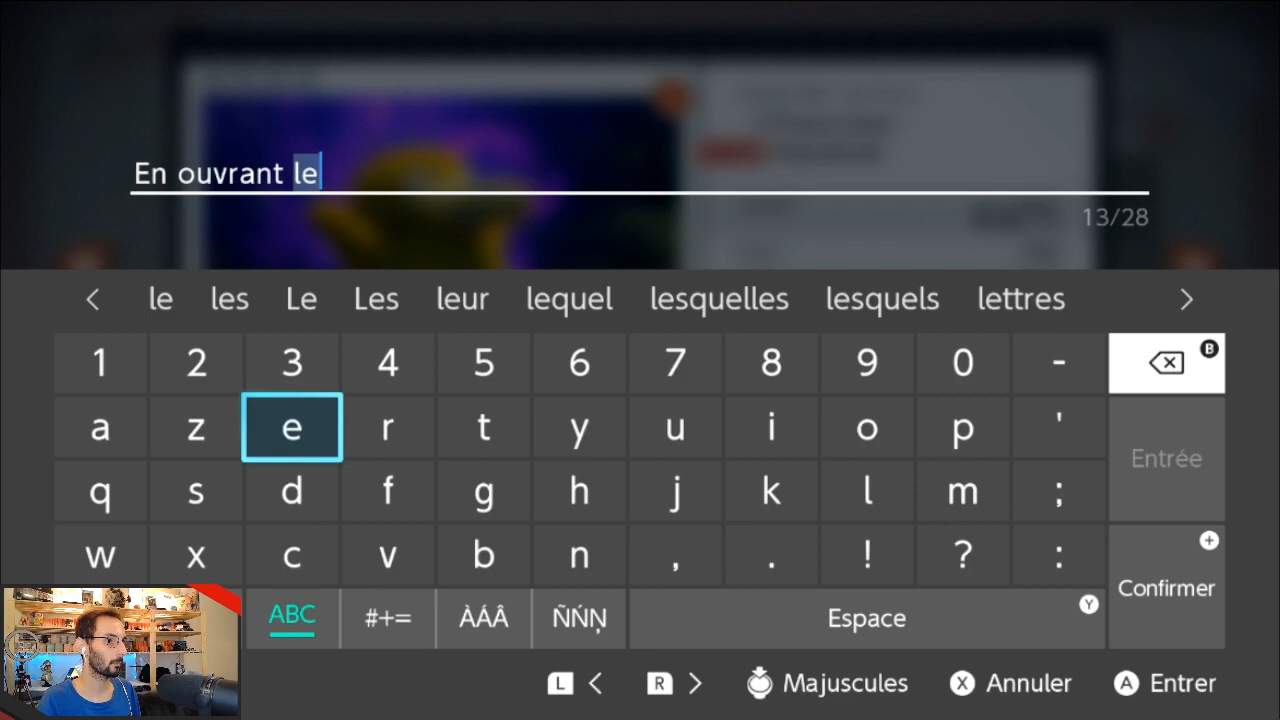 En ouvrant le
13/28
le les Le Les leur lequel lesquelles lesquels lettres
1 2 3 4 5 6 7 8 9 0 - B
a z e r t y u i o p '
Entrée
q s d f g h j k l m ;
w x c v b n , . ! ? : +
Confirmer
ABC #+= ÀÁÂ ÑŃŅ Espace Y
L < R > Majuscules X Annuler A Entrer